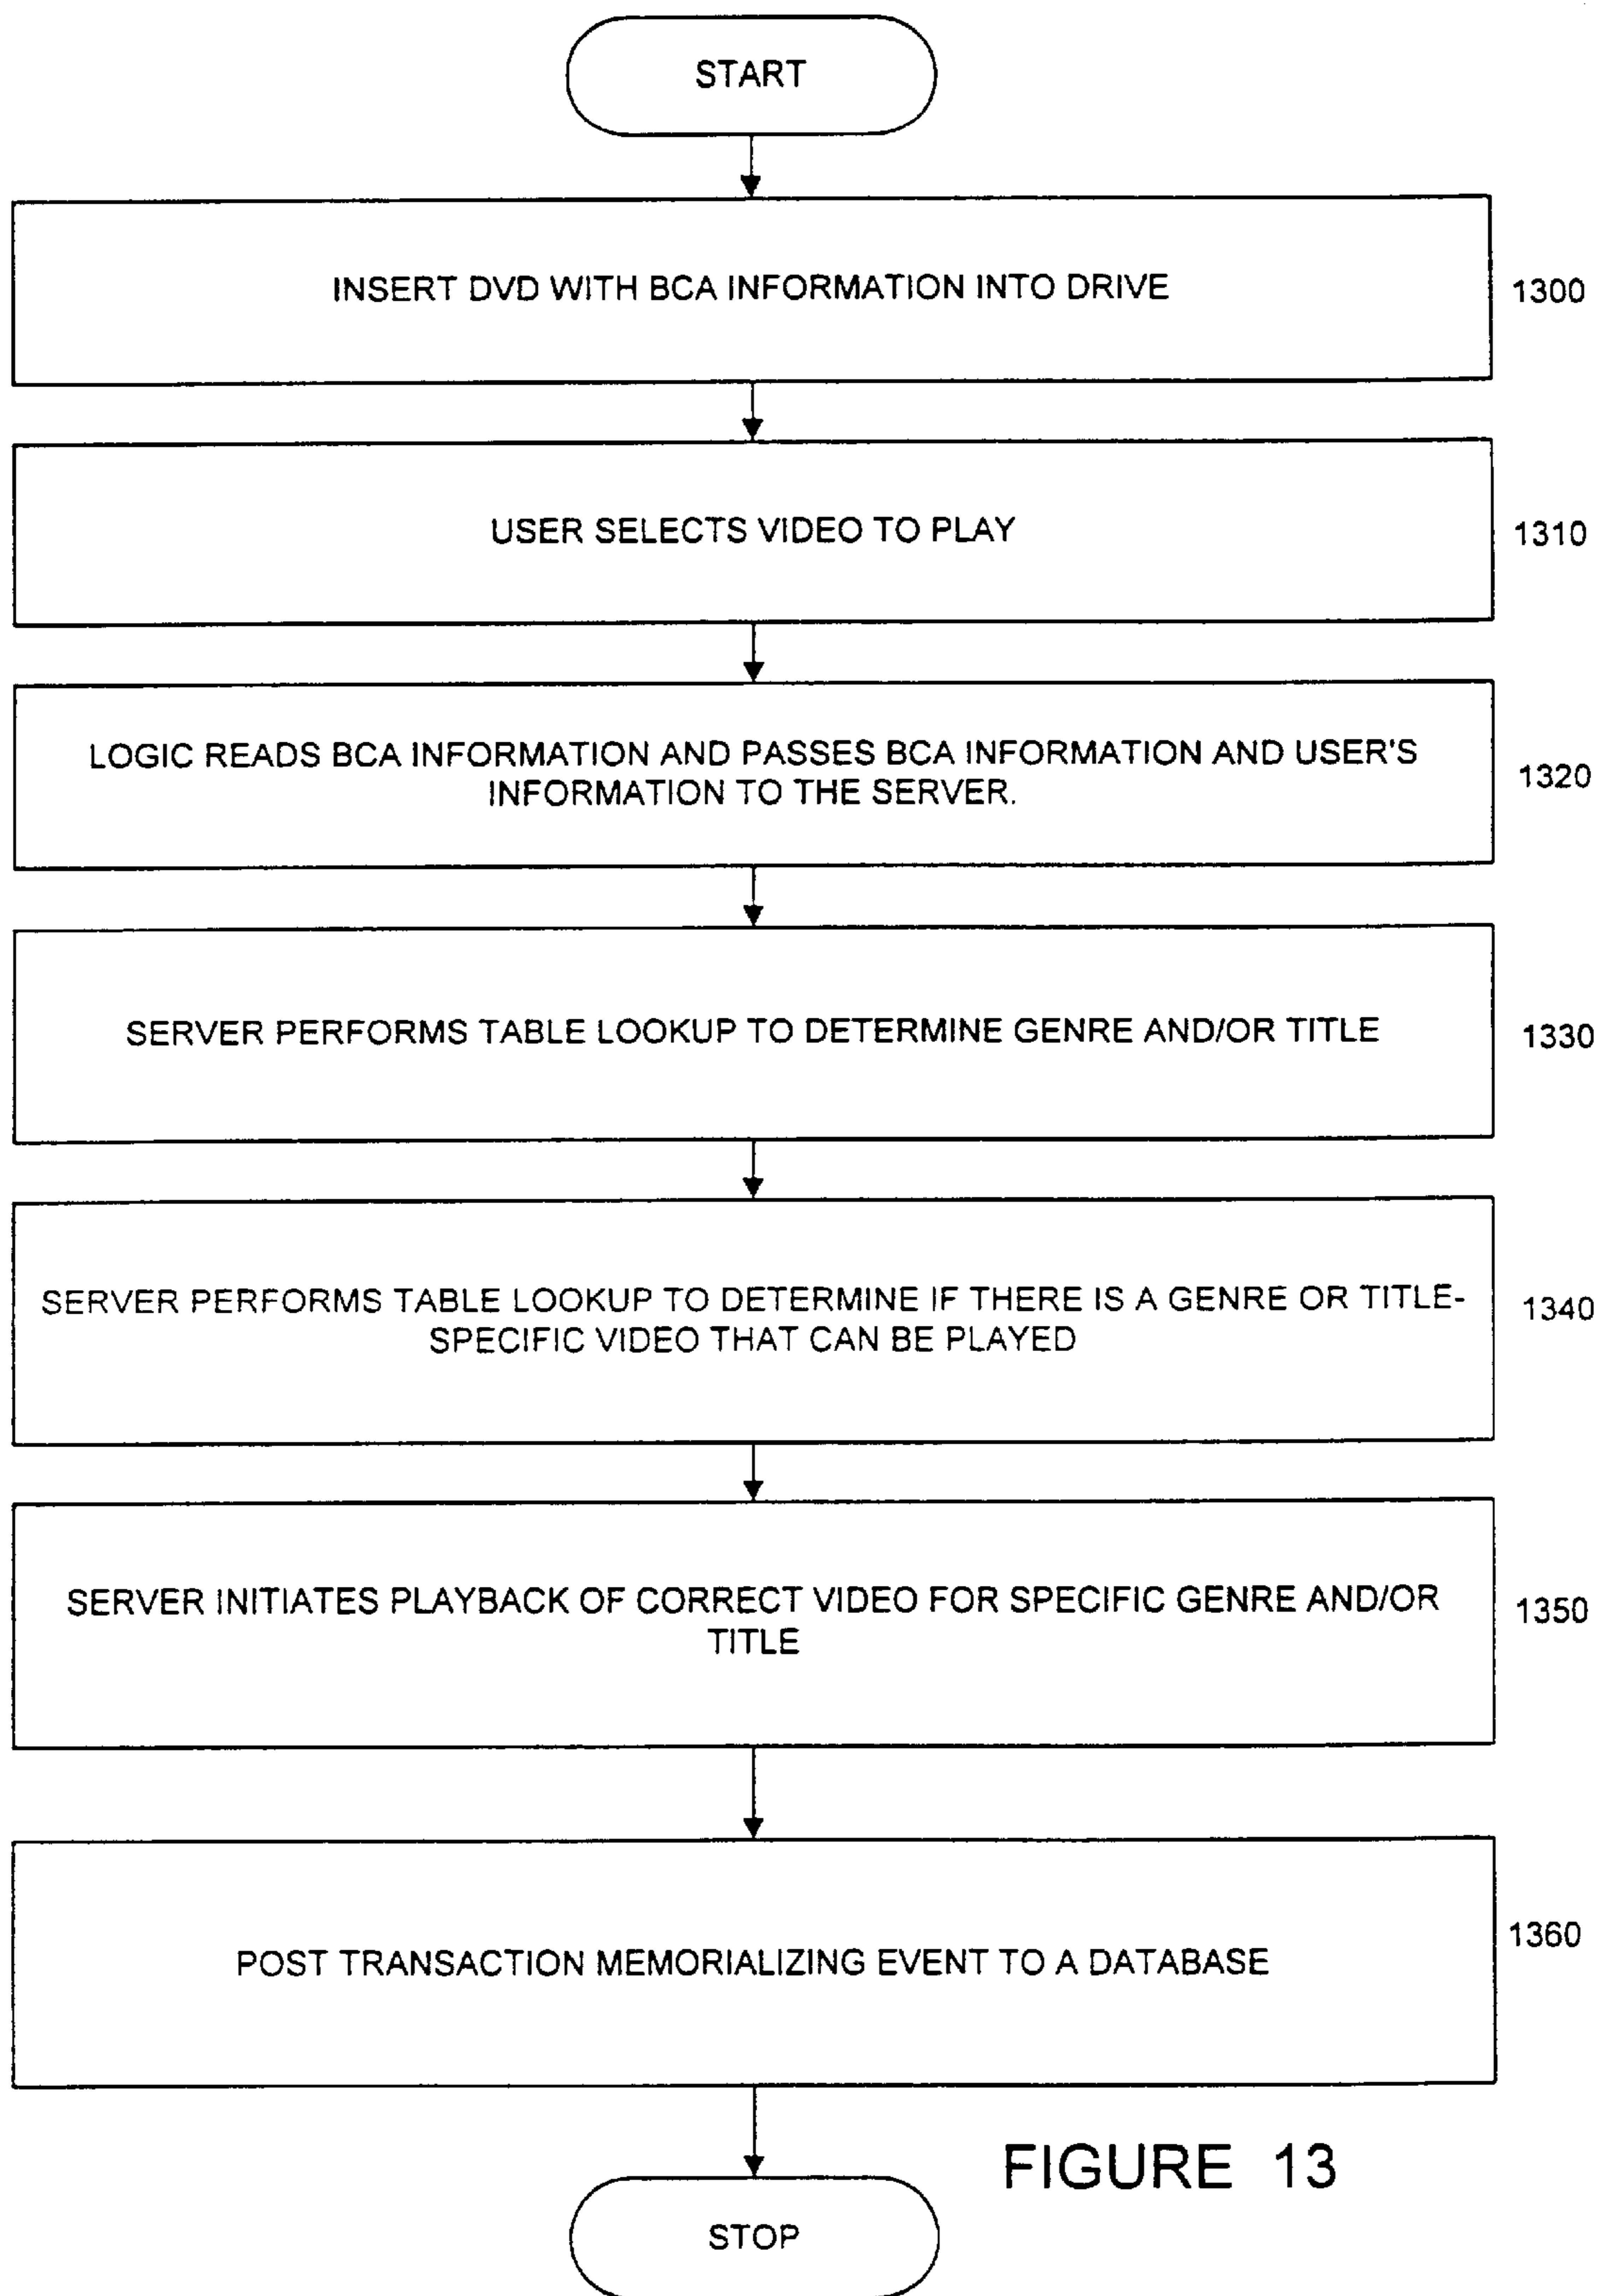 START
INSERT DVD WITH BCA INFORMATION INTO DRIVE
1300
USER SELECTS VIDEO TO PLAY
1310
LOGIC READS BCA INFORMATION AND PASSES BCA INFORMATION AND USER'S
INFORMATION TO THE SERVER.
1320
SERVER PERFORMS TABLE LOOKUP TO DETERMINE GENRE AND/OR TITLE
1330
SERVER PERFORMS TABLE LOOKUP TO DETERMINE IF THERE IS A GENRE OR TITLE-
SPECIFIC VIDEO THAT CAN BE PLAYED
1340
SERVER INITIATES PLAYBACK OF CORRECT VIDEO FOR SPECIFIC GENRE AND/OR
TITLE
1350
POST TRANSACTION MEMORIALIZING EVENT TO A DATABASE
1360
FIGURE 13
STOP